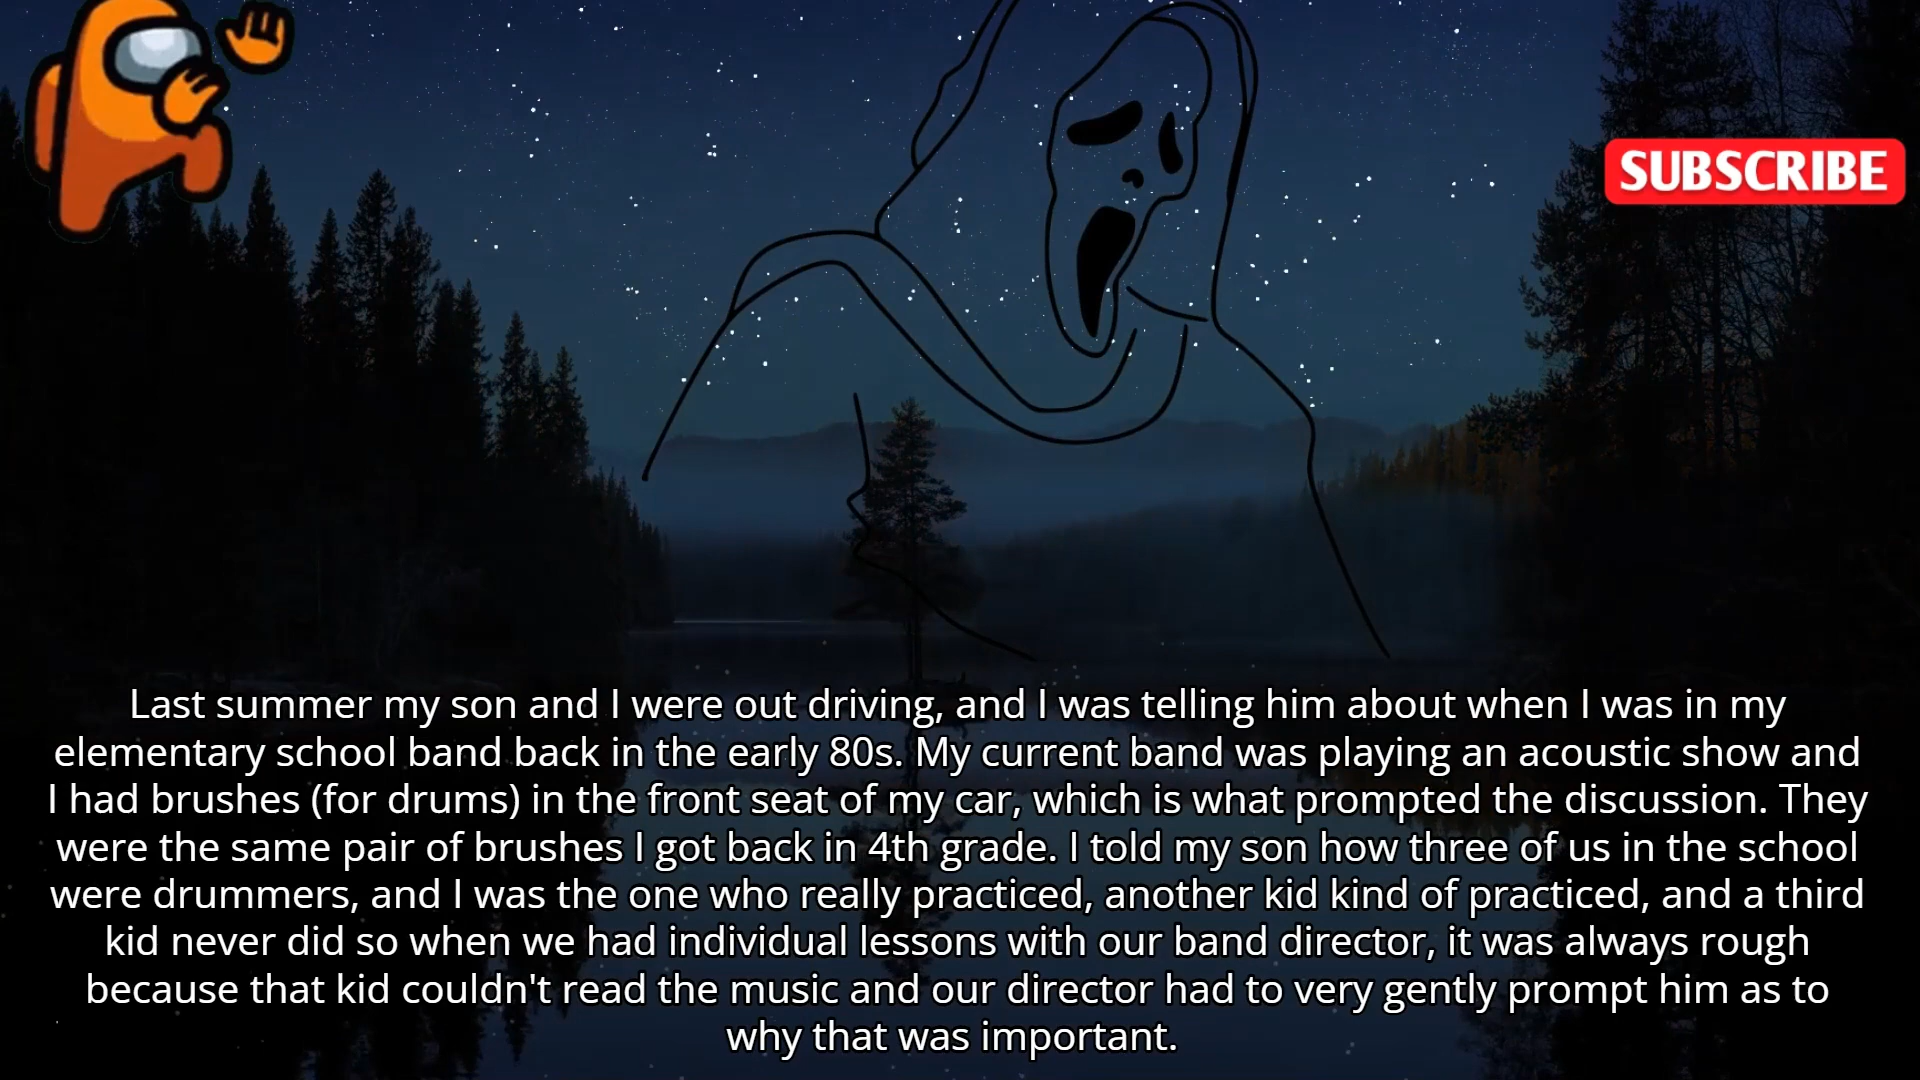 SUBSCRIBE
Last summer my son and I were out driving, and I was telling him about when I was in my
elementary school band back in the early 80s. My current band was playing an acoustic show and
I had brushes (for drums) in the front seat of my car, which is what prompted the discussion. They
were the same pair of brushes I got back in 4th grade. I told my son how three of us in the school
were drummers, and I was the one who really practiced, another kid kind of practiced, and a third
kid never did so when we had individual lessons with our band director, it was always rough
because that kid couldn't read the music and our director had to very gently prompt him as to
why that was important.